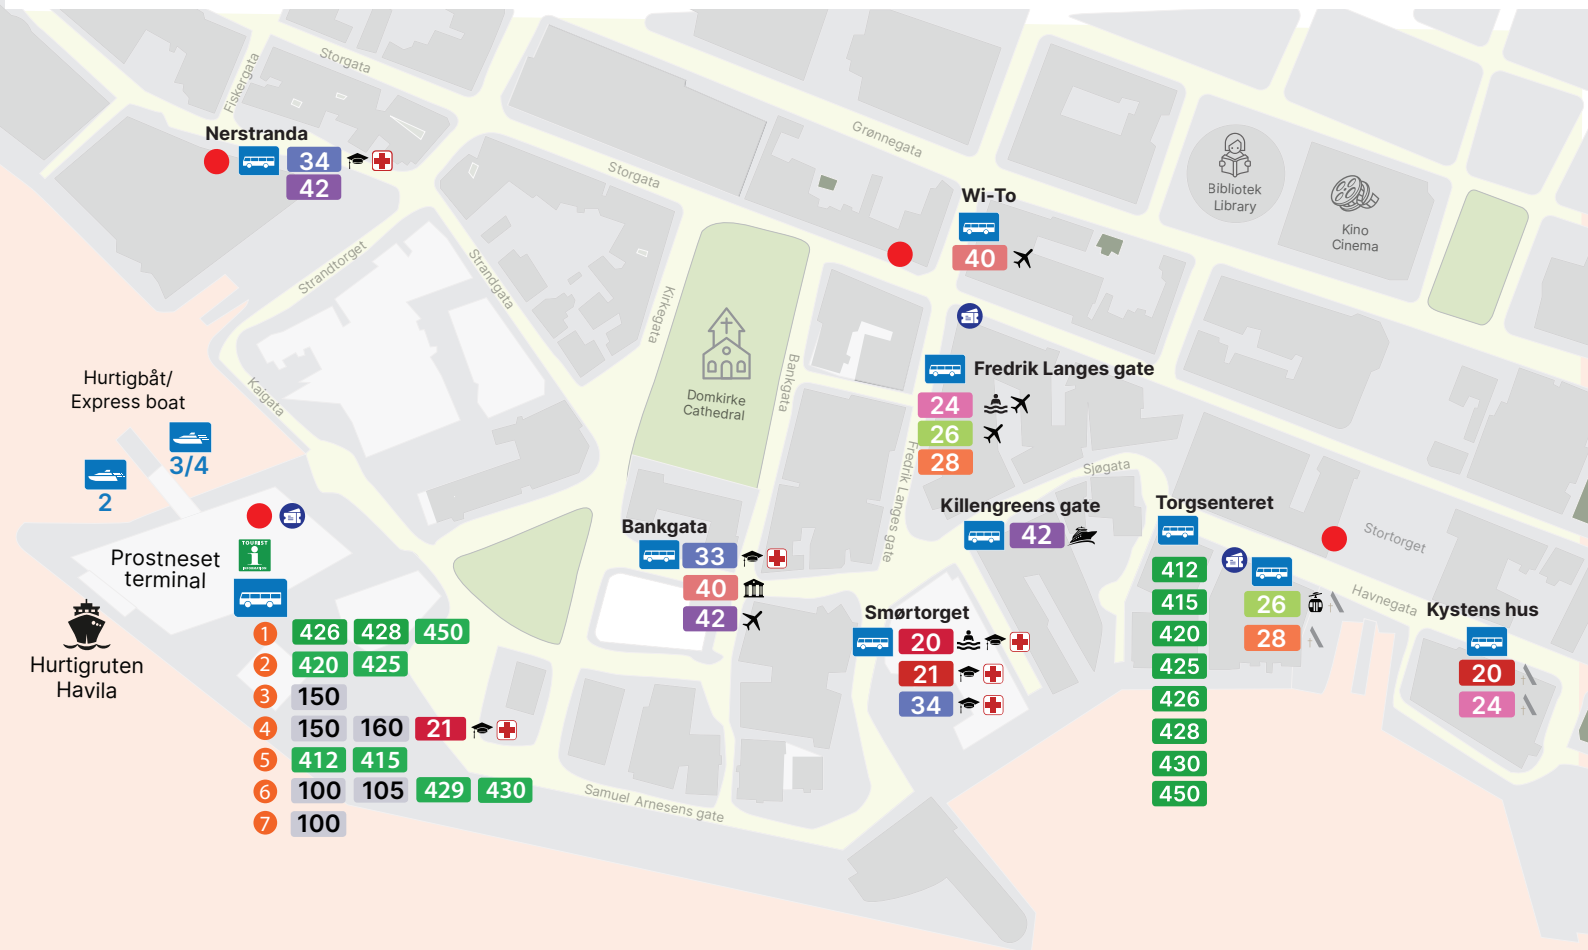 Storgata
Fiskergata
Nerstranda
34
42
Grønnegata
Storgata
Bibliotek
Library
Kino
Cinema
Wi-To
40
Strandtorget
Strandgata
Kirkegata
Bankgata
Domkirke
Cathedral
Kaigata
Hurtigbåt/
Express boat
3/4
2
Fredrik Langes gate
24
26
28
Fredrik Langes gate
Sjøgata
Killengreens gate
42
Torgsenteret
412
415
420
425
426
428
430
450
26
28
Stortorget
Havnegata
Kystens hus
20
24
Bankgata
33
40
42
Smørtorget
20
21
34
TOURIST
i
Prostneset
terminal
Hurtigruten
Havila
1 426 428 450
2 420 425
3 150
4 150 160 21
5 412 415
6 100 105 429 430
7 100
Samuel Arnesens gate